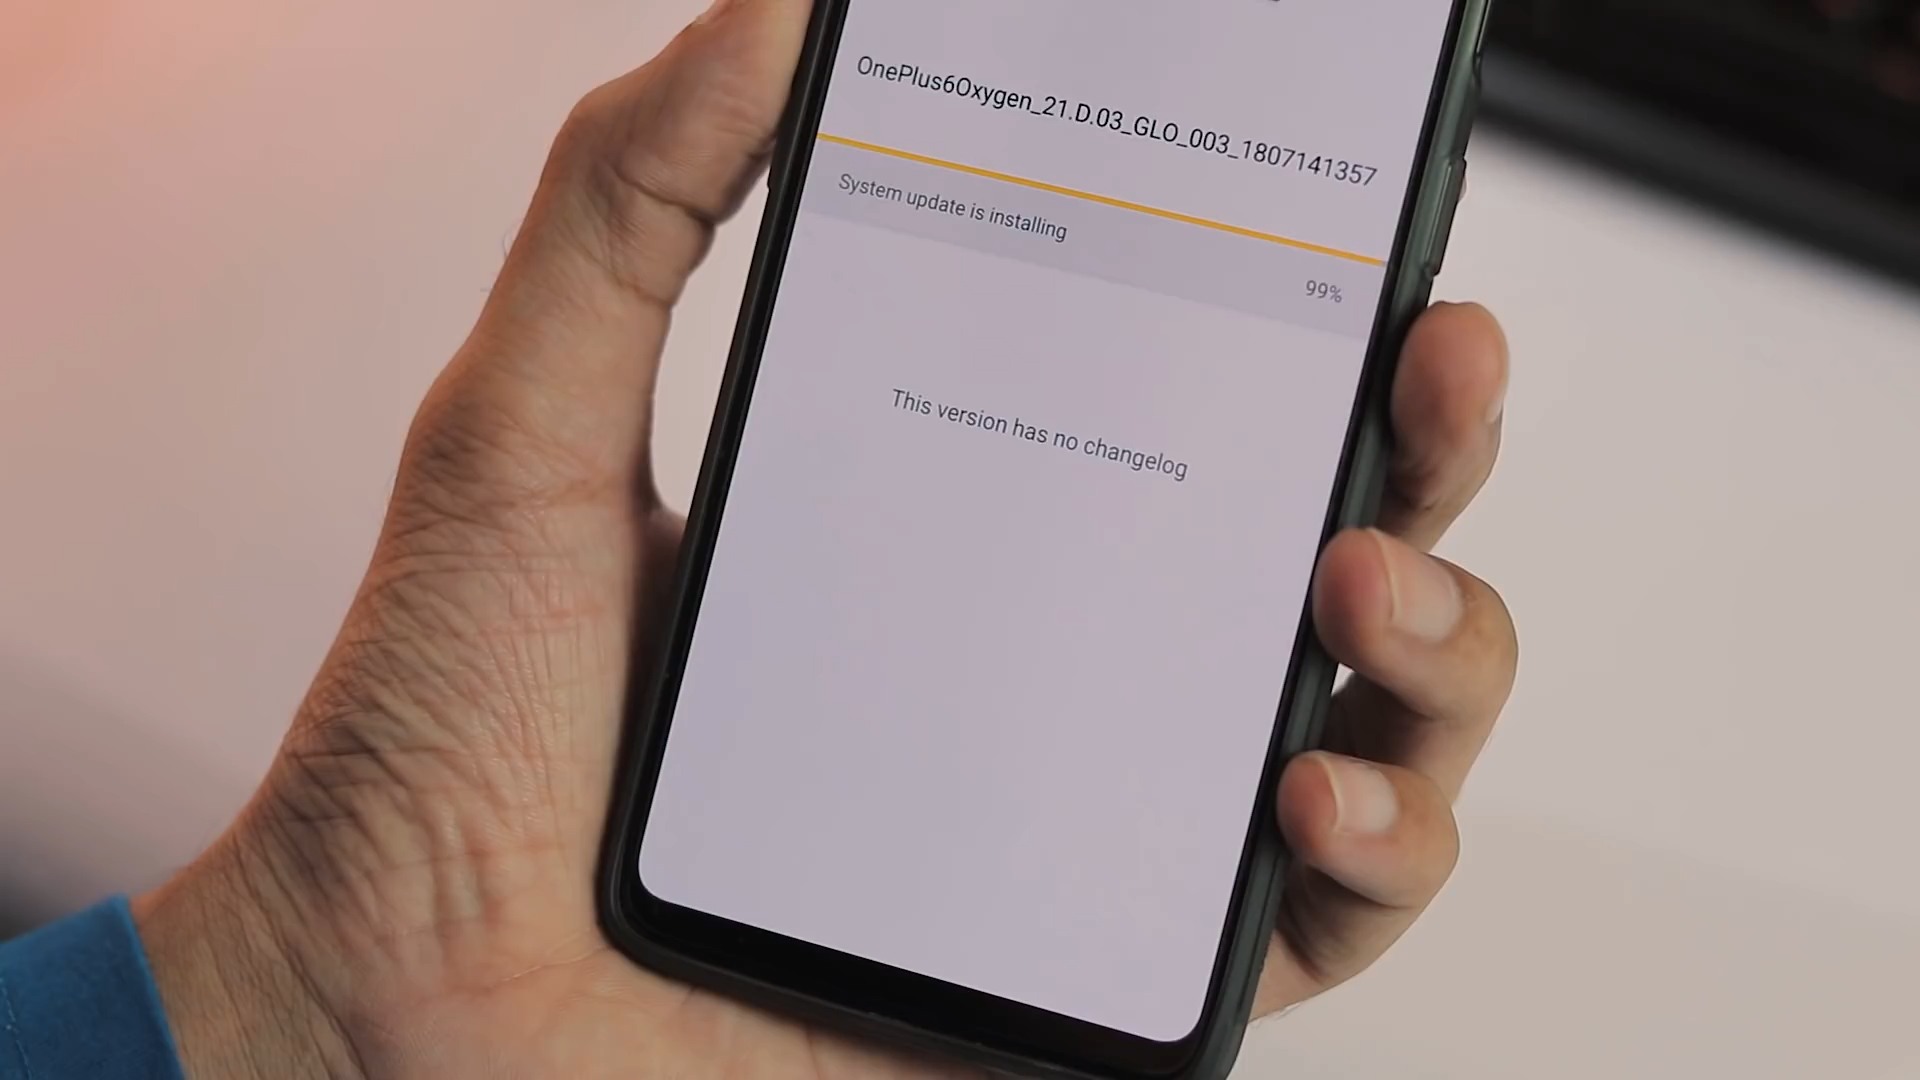 OnePlus6Oxygen_21.D.03_GLO_003_1807141357
System update is installing
99%
This version has no changelog